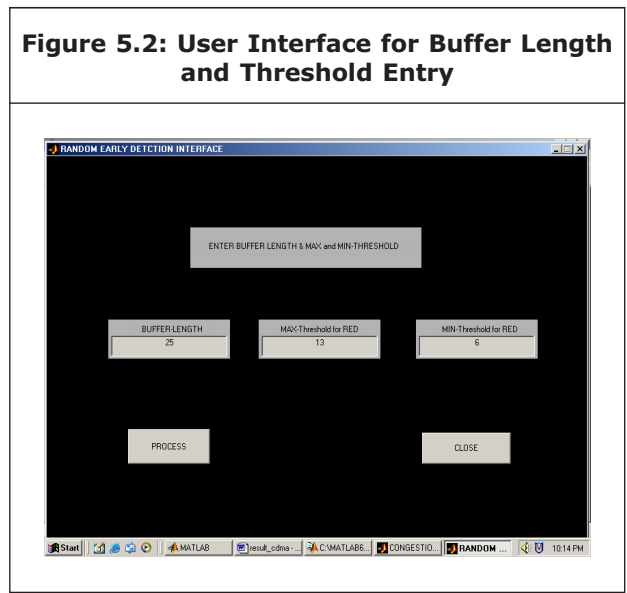 Figure 5.2: User Interface for Buffer Length
and Threshold Entry
RANDOM EARLY DETCTION INTERFACE
ENTER BUFFER LENGTH & MAX and MIN-THRESHOLD
BUFFER-LENGTH
25
MAX-Threshold for RED
13
MIN-Threshold for RED
6
PROCESS
CLOSE
Start
MATLAB
result_cdma - ...
C:\MATLAB6...
CONGESTIO...
RANDOM ...
10:14 PM